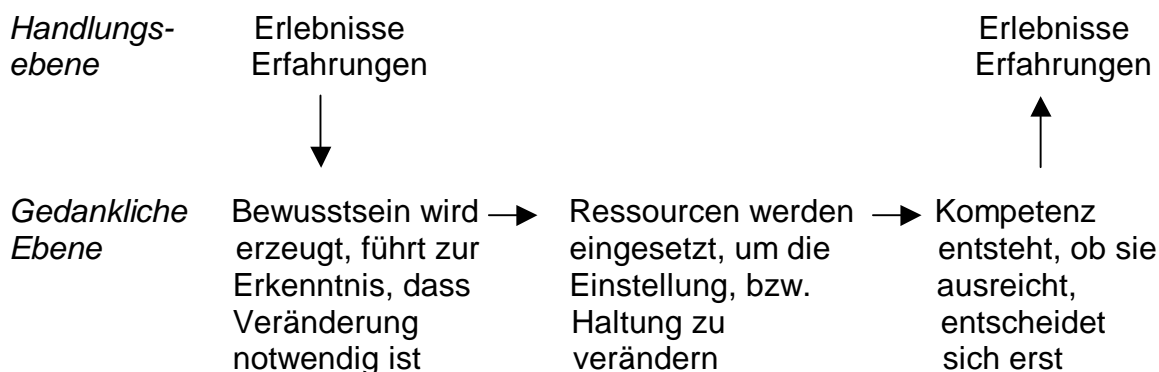 Handlungs- Erlebnisse Erlebnisse
ebene Erfahrungen Erfahrungen
Gedankliche Bewusstsein wird Ressourcen werden Kompetenz
Ebene erzeugt, führt zur eingesetzt, um die entsteht, ob sie
Erkenntnis, dass Einstellung, bzw. ausreicht,
Veränderung Haltung zu entscheidet
notwendig ist verändern sich erst